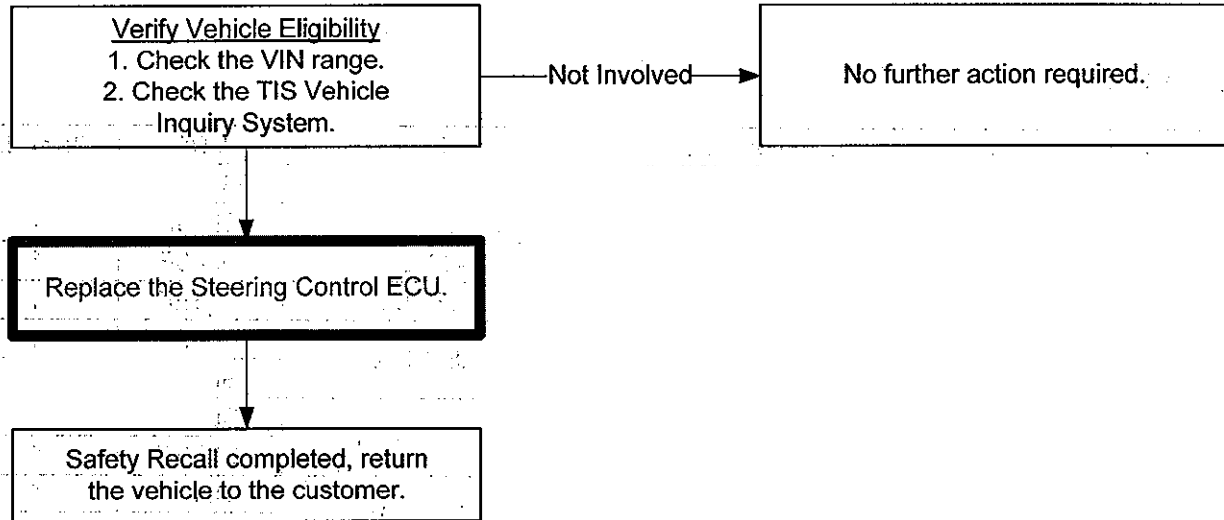 Verify Vehicle Eligibility
1. Check the VIN range.
2. Check the TIS Vehicle
Inquiry System.
Not Involved
No further action required.
Replace the Steering Control ECU.
Safety Recall completed, return
the vehicle to the customer.